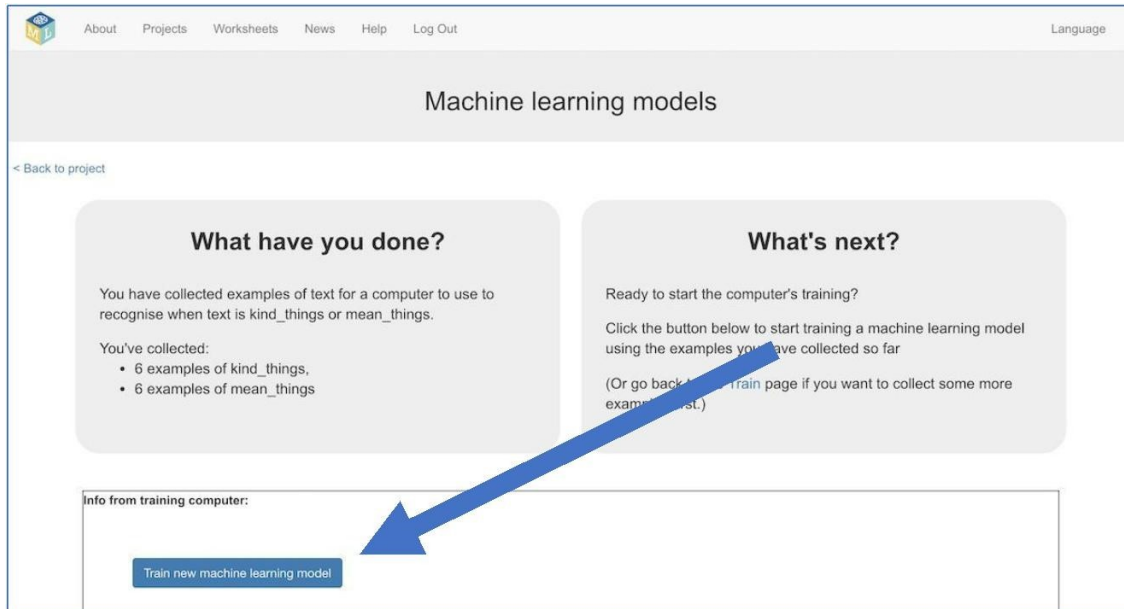 About Projects Worksheets News Help Log Out Language
Machine learning models
< Back to project
What have you done?
You have collected examples of text for a computer to use to
recognise when text is kind_things or mean_things.
You've collected:
• 6 examples of kind_things,
• 6 examples of mean_things
What's next?
Ready to start the computer's training?
Click the button below to start training a machine learning model
using the examples you have collected so far
(Or go back Train page if you want to collect some more
Info from training computer:
Train new machine learning model